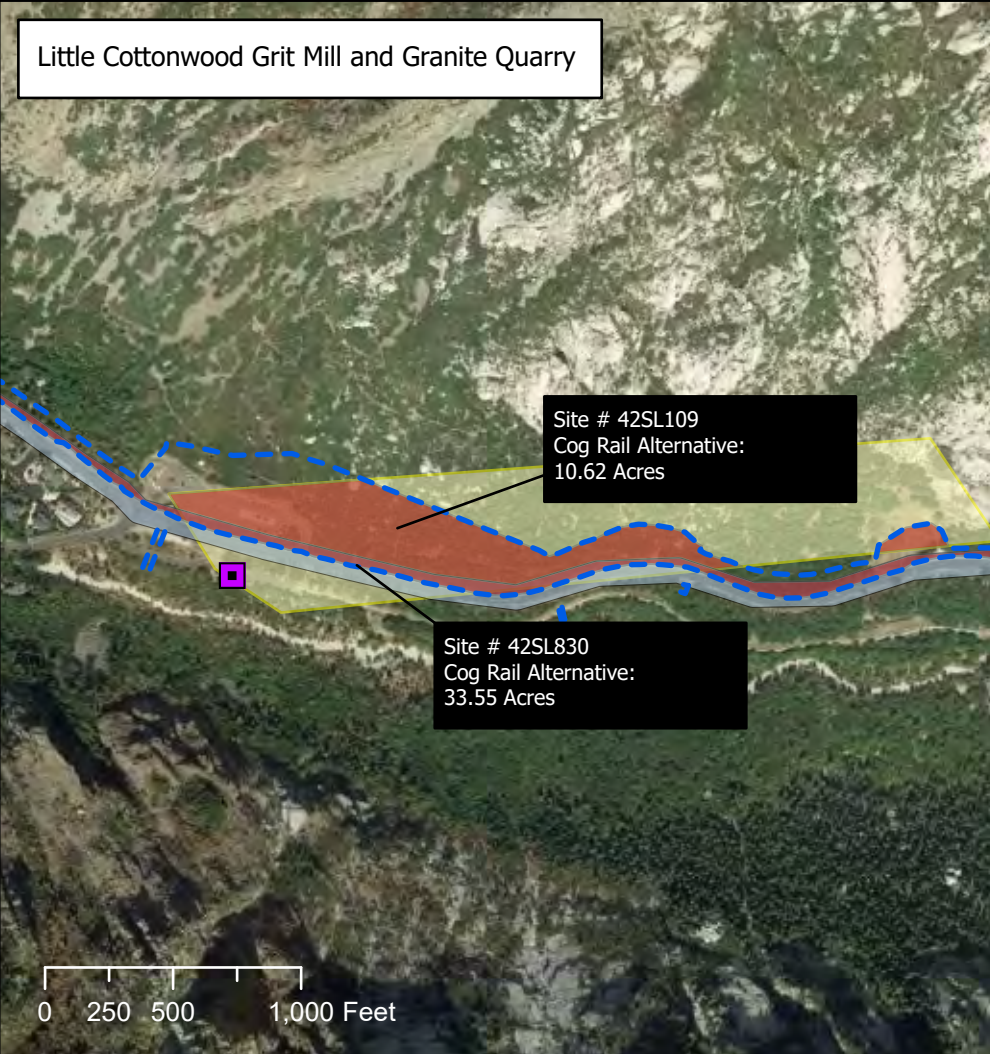 Little Cottonwood Grit Mill and Granite Quarry
Site # 42SL109
Cog Rail Alternative:
10.62 Acres
Site # 42SL830
Cog Rail Alternative:
33.55 Acres
0 250 500 1,000 Feet